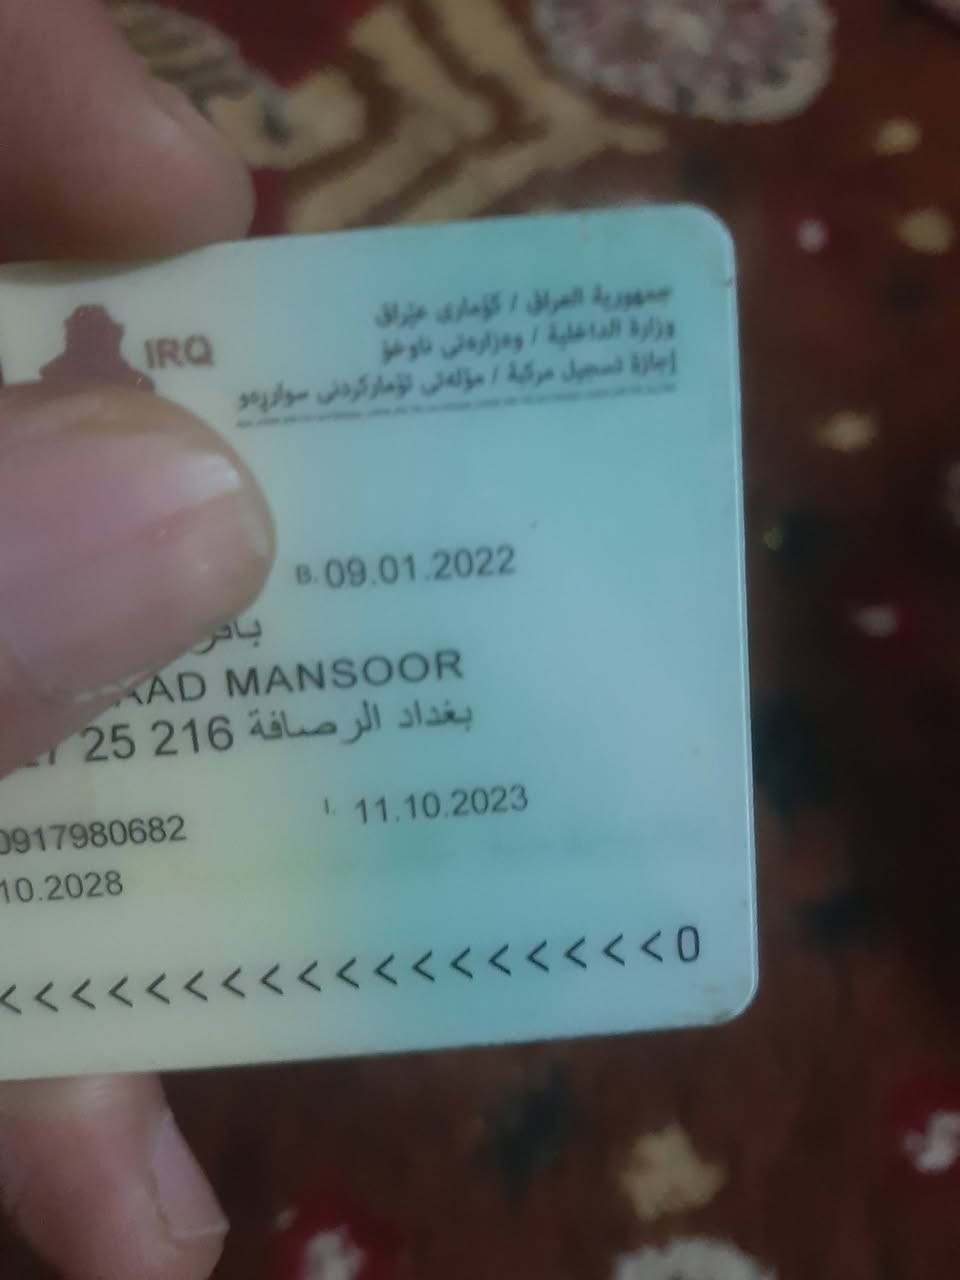 جمهورية العراق / كۆماری عێراق
وزارة الداخلية / وەزارەتی ناوخۆ
إجازة تسجيل مركبة / مۆڵەتی تۆمارکردنی
IRQ
B. 09.01.2022
AAD MANSOOR
25 216 بغداد الرصافة
I. 11.10.2023
0917980682
10.2028
<<<<<<<<<<<<<<<<<<0